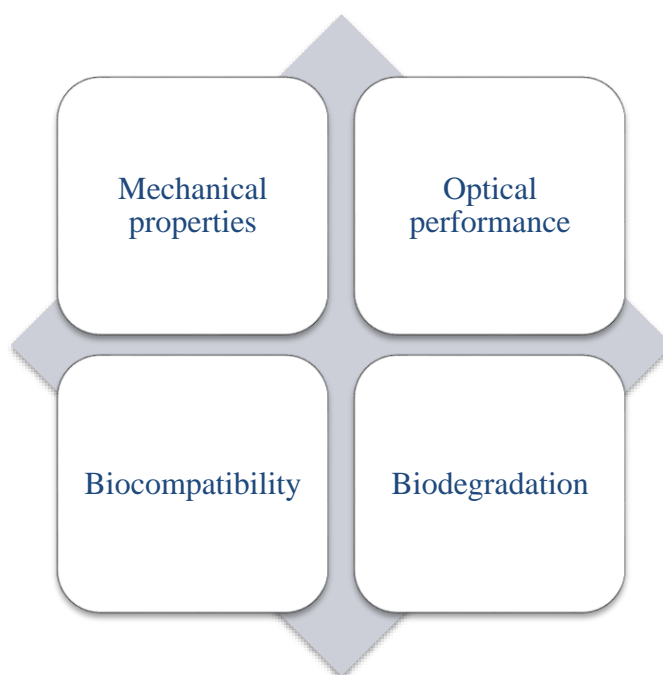 Mechanical
properties
Optical
performance
Biocompatibility
Biodegradation